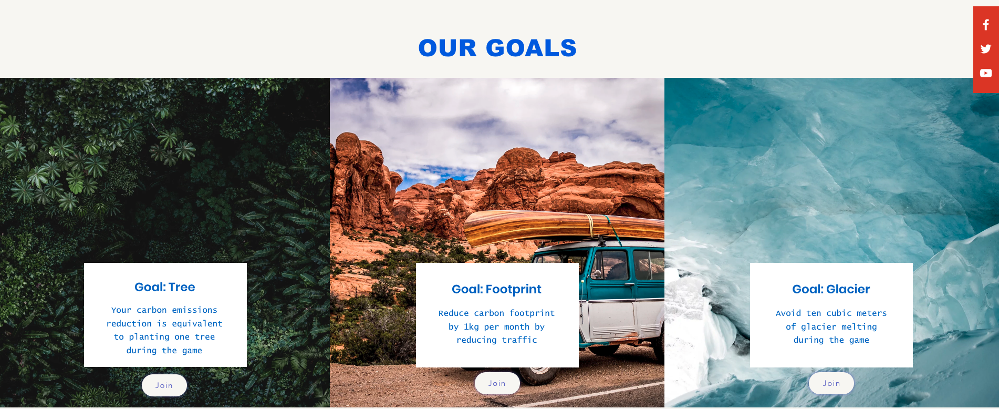 OUR GOALS
Goal: Tree
Your carbon emissions
reduction is equivalent
to planting one tree
during the game
Join
Goal: Footprint
Reduce carbon footprint
by 1kg per month by
reducing traffic
Join
Goal: Glacier
Avoid ten cubic meters
of glacier melting
during the game
Join